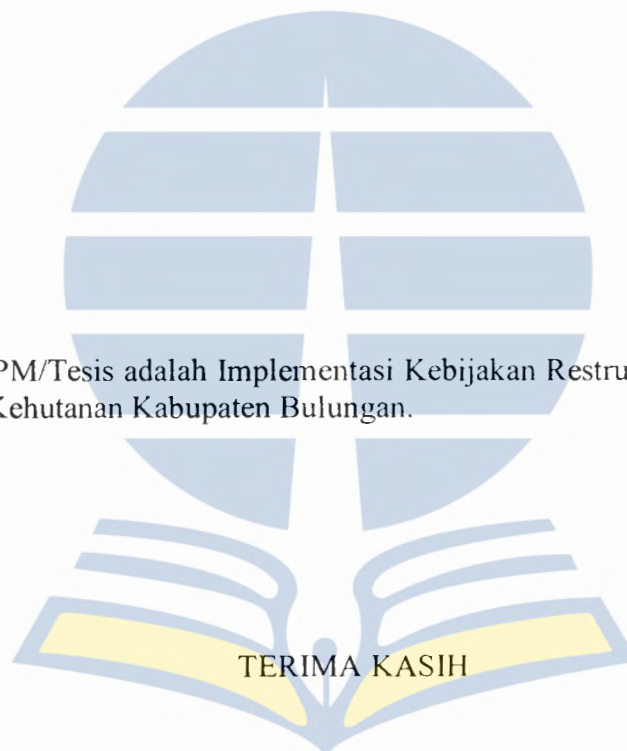 PM/Tesis adalah Implementasi Kebijakan Restru
Kehutanan Kabupaten Bulungan.
TERIMA KASIH